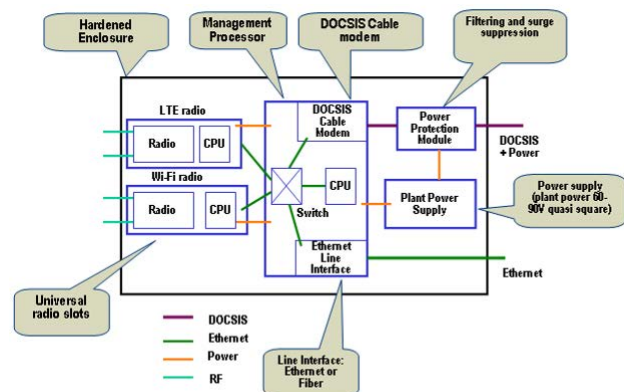 Hardened
Enclosure
Management
Processor
DOCSIS Cable
modem
Filtering and surge
suppression
LTE radio
Radio
CPU
DOCSIS
Cable
Modem
Power
Protection
Module
DOCSIS
+ Power
Wi-Fi radio
Radio
CPU
Switch
CPU
Plant Power
Supply
Power supply
(plant power 60-
90V quasi square)
Ethernet
Line
Interface
Ethernet
Universal
radio slots
DOCSIS
Ethernet
Power
RF
Line Interface:
Ethernet or
Fiber